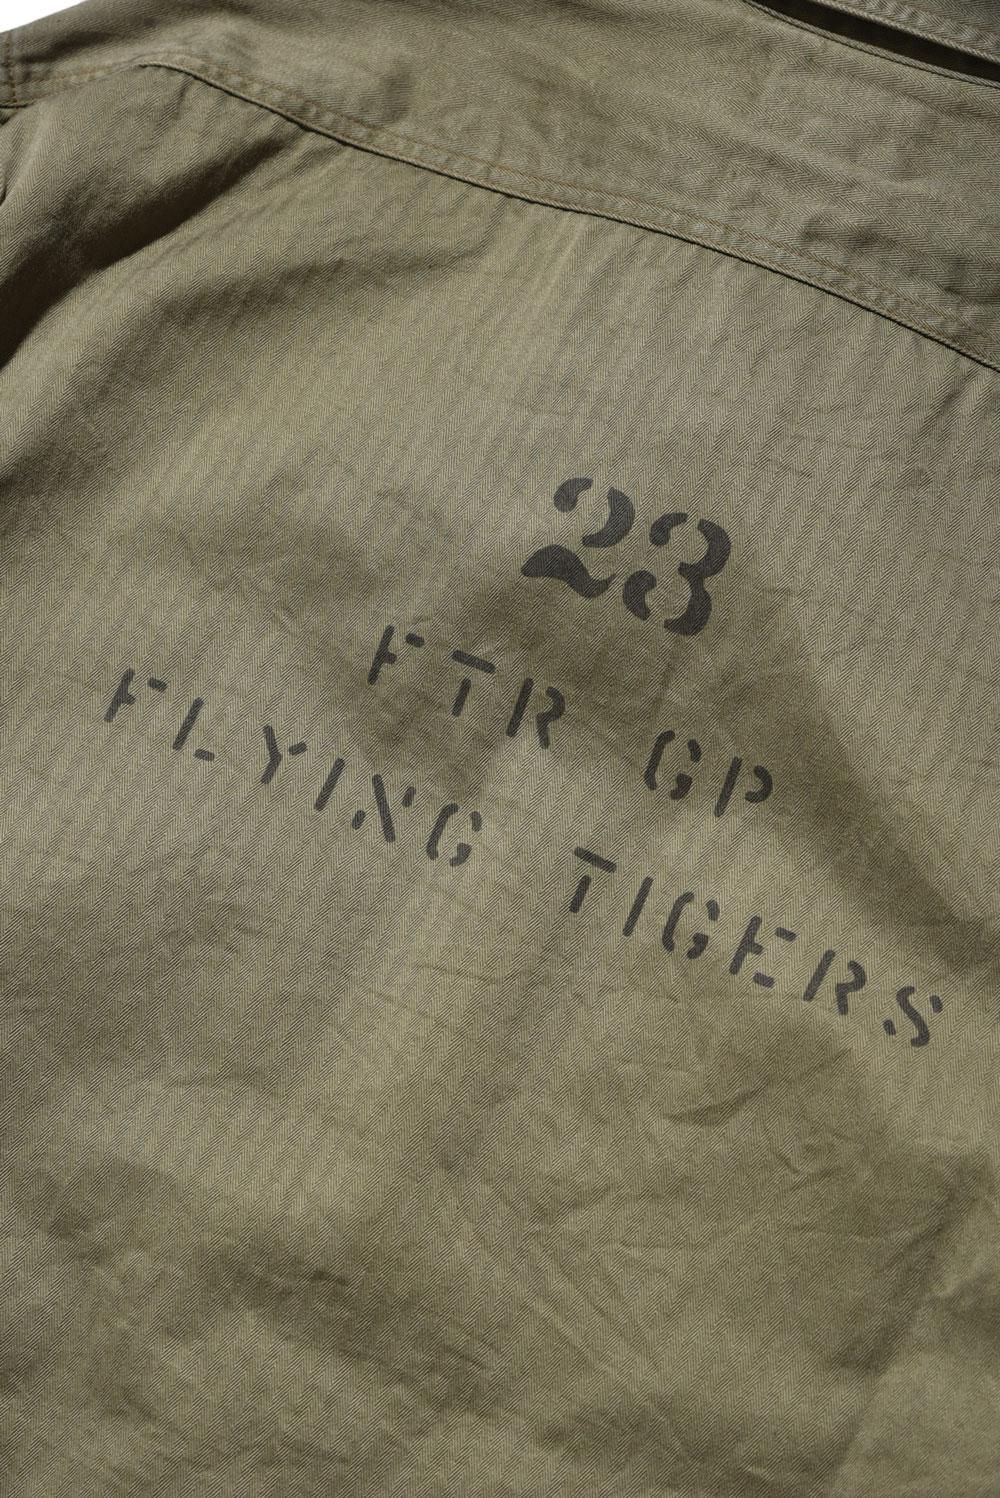 23
FTR GP
FLYING TIGERS